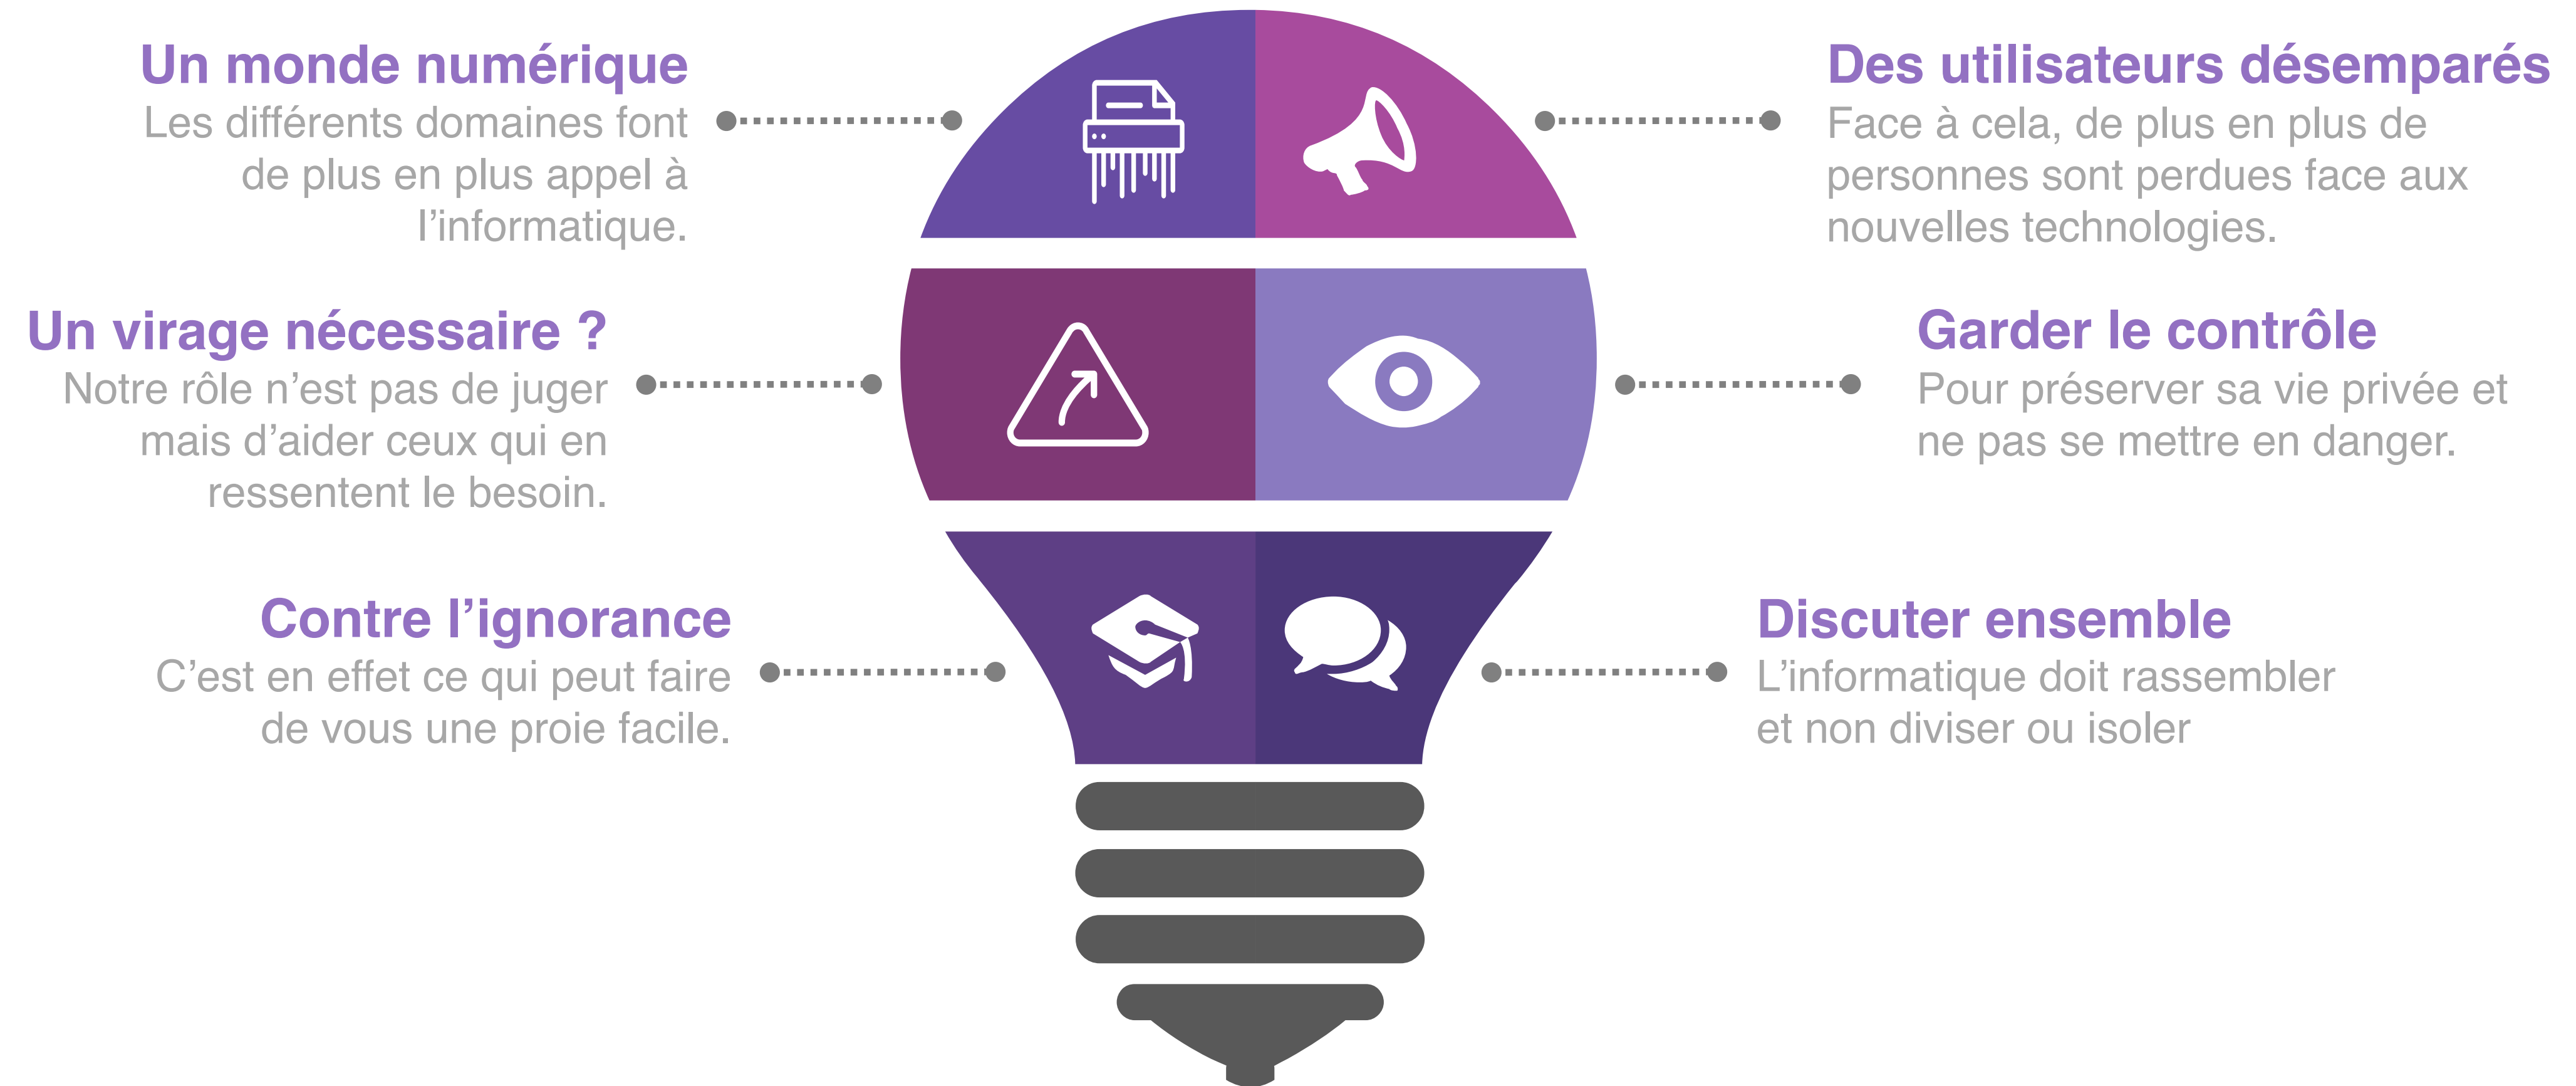 Un monde numérique
Les différents domaines font
de plus en plus appel à
l’informatique.
Des utilisateurs désemparés
Face à cela, de plus en plus de
personnes sont perdues face aux
nouvelles technologies.
Un virage nécessaire ?
Notre rôle n’est pas de juger
mais d’aider ceux qui en
ressentent le besoin.
Garder le contrôle
Pour préserver sa vie privée et
ne pas se mettre en danger.
Contre l’ignorance
C’est en effet ce qui peut faire
de vous une proie facile.
Discuter ensemble
L’informatique doit rassembler
et non diviser ou isoler